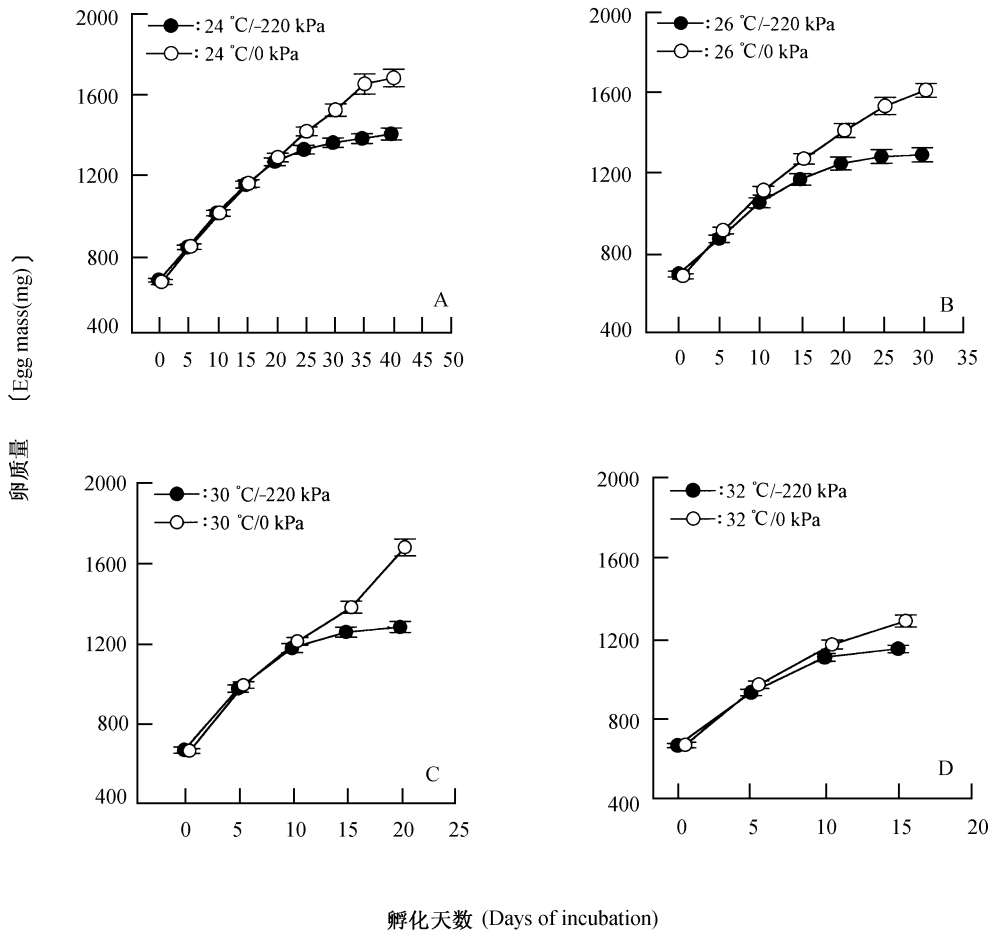 2000
1600
1200
800
400
:24 ℃/–220 kPa
:24 ℃/0 kPa
A
0 5 10 15 20 25 30 35 40 45 50
2000
1600
1200
800
400
:26 ℃/–220 kPa
:26 ℃/0 kPa
B
0 5 10 15 20 25 30 35
卵质量 〔Egg mass(mg)〕
2000
1600
1200
800
400
:30 ℃/–220 kPa
:30 ℃/0 kPa
C
0 5 10 15 20 25
2000
1600
1200
800
400
:32 ℃/–220 kPa
:32 ℃/0 kPa
D
0 5 10 15 20
孵化天数 (Days of incubation)